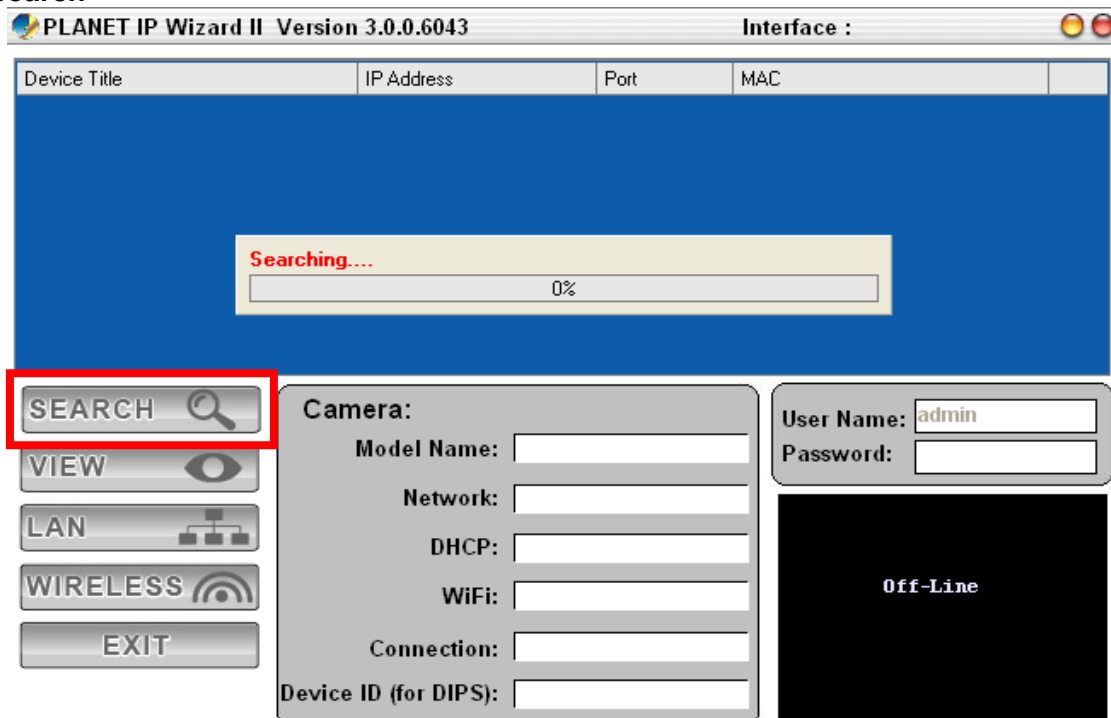 PLANET IP Wizard II Version 3.0.0.6043 Interface :
Device Title IP Address Port MAC
Searching....
0%
SEARCH
VIEW
LAN
WIRELESS
EXIT
Camera:
Model Name:
Network:
DHCP:
WiFi:
Connection:
Device ID (for DIPS):
User Name: admin
Password:
Off-Line